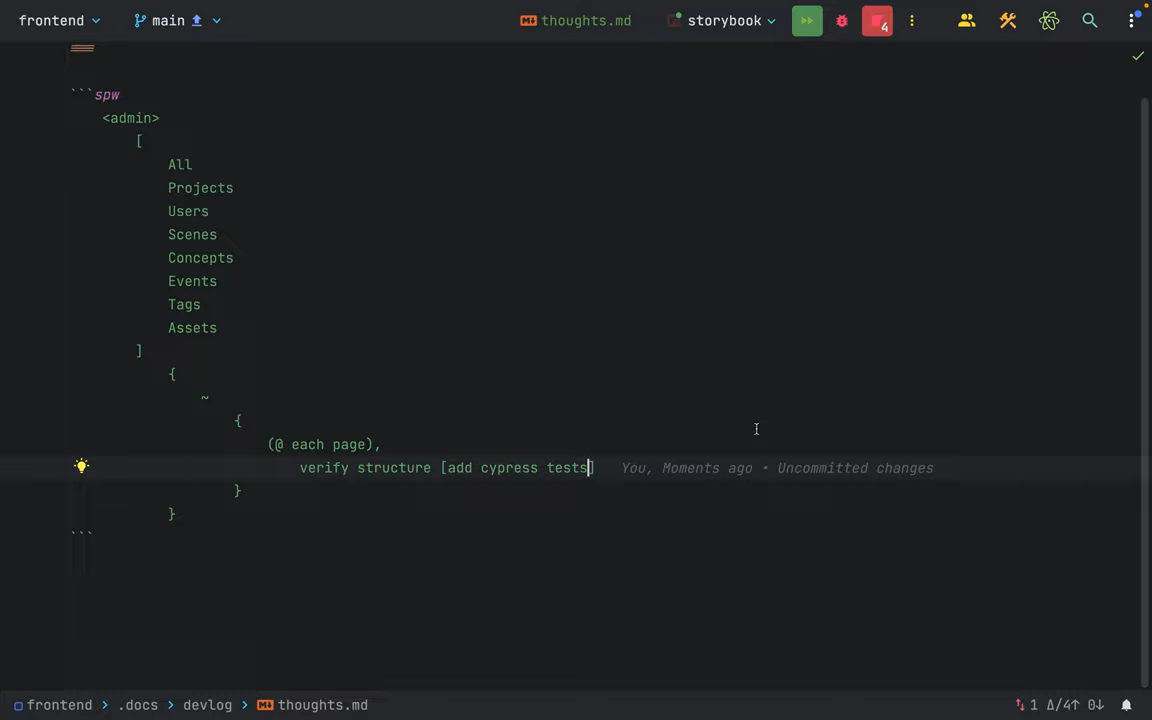 frontend main thoughts.md storybook 4
```spw
<admin>
[
All
Projects
Users
Scenes
Concepts
Events
Tags
Assets
]
{
~
{
(@ each page),
verify structure [add cypress tests] You, Moments ago • Uncommitted changes
}
}
```
frontend > .docs > devlog > thoughts.md 1 Δ/4↑ 0↓